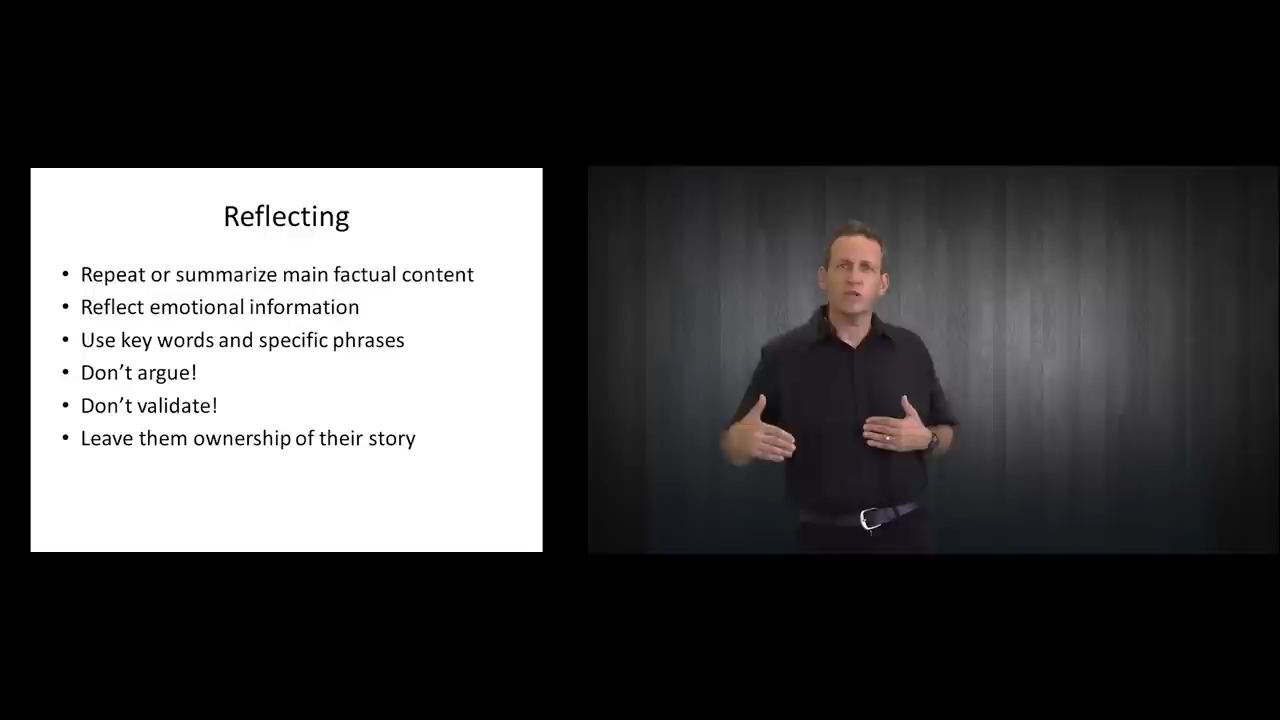 Reflecting
• Repeat or summarize main factual content
• Reflect emotional information
• Use key words and specific phrases
• Don’t argue!
• Don’t validate!
• Leave them ownership of their story